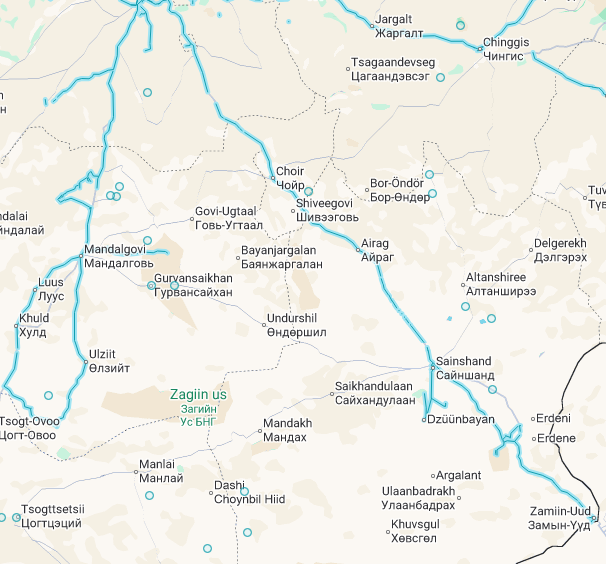 Jargalt
Жаргалт
Chinggis
Чингис
Tsagaandevseg
Цагаандэвсэг
Choir
Чойр
Bor-Öndör
Бор-Өндөр
Shiveegovi
Шивээговь
Govi-Ugtaal
Говь-Угтаал
ndalai
йндалай
Mandalgovi
Мандалговь
Bayanjargalan
Баянжаргалан
Airag
Айраг
Delgerekh
Дэлгэрэх
Luus
Луус
Gurvansaikhan
Гурвансайхан
Altanshiree
Алтанширээ
Khuld
Хулд
Undurshil
Өндөршил
Ulziit
Өлзийт
Sainshand
Сайншанд
Zagiin us
Загийн
Ус БНГ
Saikhandulaan
Сайхандулаан
Tsogt-Ovoo
Цогт-Овоо
Mandakh
Мандах
Dzüünbayan
Erdeni
Erdene
Manlai
Манлай
Argalant
Dashi
Choynbil Hiid
Ulaanbadrakh
Улаанбадрах
Tsogttsetsii
Цогтцэций
Khuvsgul
Хөвсгөл
Zamiin-Uud
Замын-Үүд